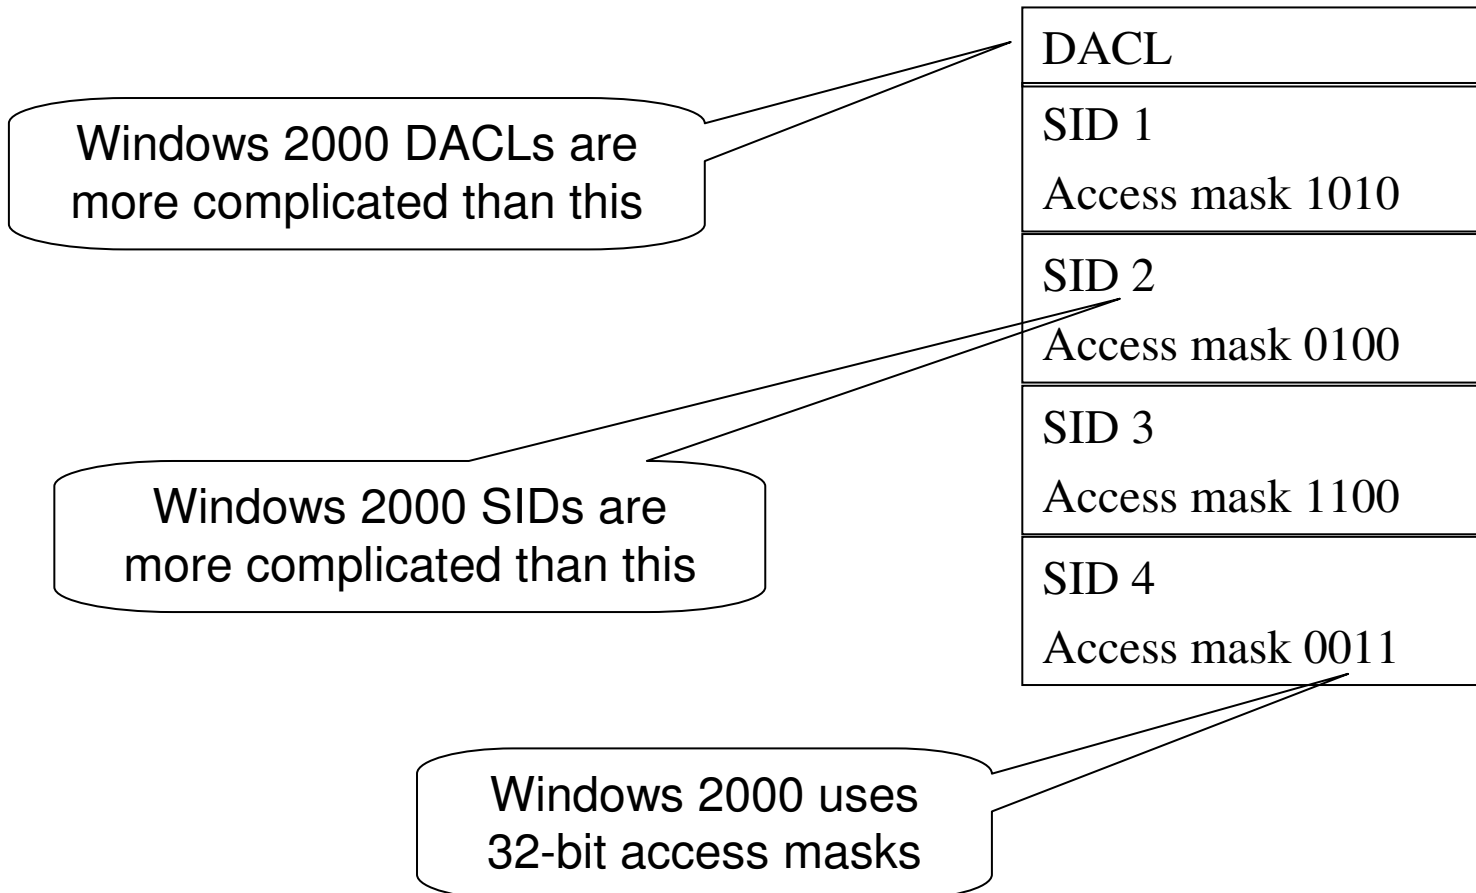 DACL
Windows 2000 DACLs are
more complicated than this
SID 1
Access mask 1010
SID 2
Access mask 0100
SID 3
Access mask 1100
Windows 2000 SIDs are
more complicated than this
SID 4
Access mask 0011
Windows 2000 uses
32-bit access masks